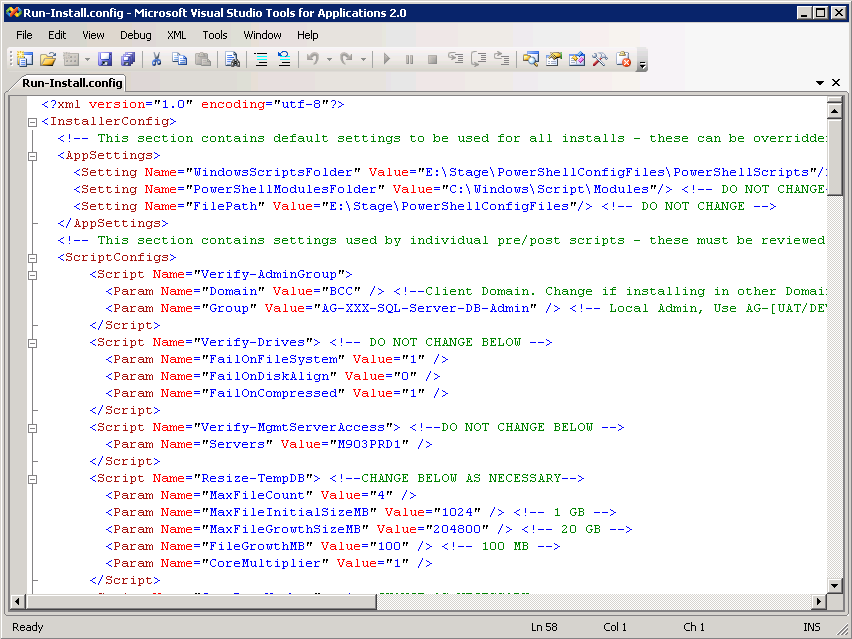 Run-Install.config - Microsoft Visual Studio Tools for Applications 2.0
File Edit View Debug XML Tools Window Help
Run-Install.config
<?xml version="1.0" encoding="utf-8"?>
<InstallerConfig>
<!-- This section contains default settings to be used for all installs - these can be overridde
<AppSettings>
<Setting Name="WindowsScriptsFolder" Value="E:\Stage\PowerShellConfigFiles\PowerShellScripts"/
<Setting Name="PowerShellModulesFolder" Value="C:\Windows\Script\Modules"/> <!-- DO NOT CHANGE
<Setting Name="FilePath" Value="E:\Stage\PowerShellConfigFiles"/> <!-- DO NOT CHANGE -->
</AppSettings>
<!-- This section contains settings used by individual pre/post scripts - these must be reviewed
<ScriptConfigs>
<Script Name="Verify-AdminGroup">
<Param Name="Domain" Value="BCC" /> <!--Client Domain. Change if installing in other Domai
<Param Name="Group" Value="AG-XXX-SQL-Server-DB-Admin" /> <!-- Local Admin, Use AG-[UAT/DEV
</Script>
<Script Name="Verify-Drives"> <!-- DO NOT CHANGE BELOW -->
<Param Name="FailOnFileSystem" Value="1" />
<Param Name="FailOnDiskAlign" Value="0" />
<Param Name="FailOnCompressed" Value="1" />
</Script>
<Script Name="Verify-MgmtServerAccess"> <!--DO NOT CHANGE BELOW -->
<Param Name="Servers" Value="M903PRD1" />
</Script>
<Script Name="Resize-TempDB"> <!--CHANGE BELOW AS NECESSARY-->
<Param Name="MaxFileCount" Value="4" />
<Param Name="MaxFileInitialSizeMB" Value="1024" /> <!-- 1 GB -->
<Param Name="MaxFileGrowthSizeMB" Value="204800" /> <!-- 20 GB -->
<Param Name="FileGrowthMB" Value="100" /> <!-- 100 MB -->
<Param Name="CoreMultiplier" Value="1" />
</Script>
Ready Ln 58 Col 1 Ch 1 INS